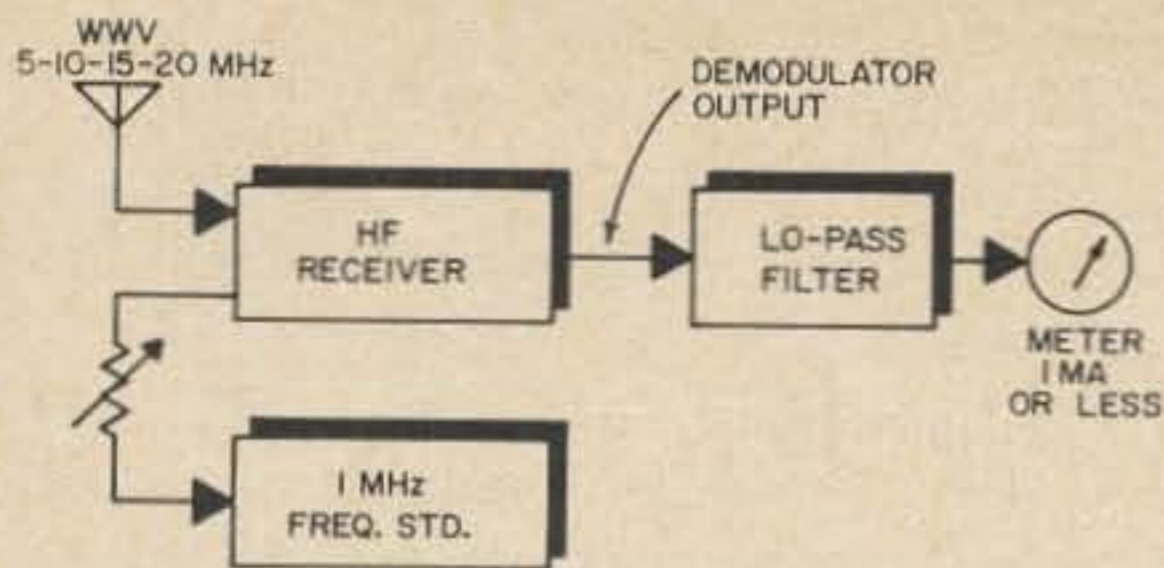 WWV
5-10-15-20 MHz
DEMODULATOR
OUTPUT
HF
RECEIVER
LO-PASS
FILTER
METER
1 MA
OR LESS
1 MHz
FREQ. STD.